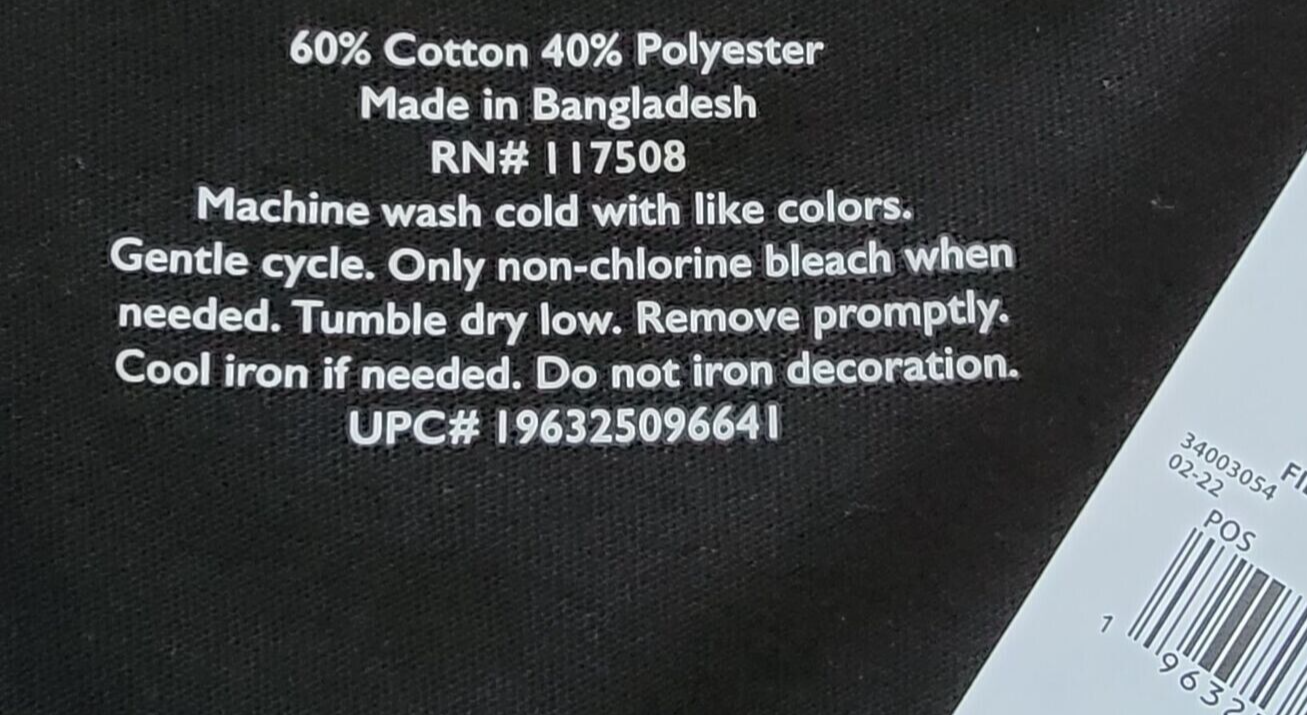 60% Cotton 40% Polyester
Made in Bangladesh
RN# 117508
Machine wash cold with like colors.
Gentle cycle. Only non-chlorine bleach when
needed. Tumble dry low. Remove promptly.
Cool iron if needed. Do not iron decoration.
UPC# 196325096641
34003054
02-22
POS
1
9632